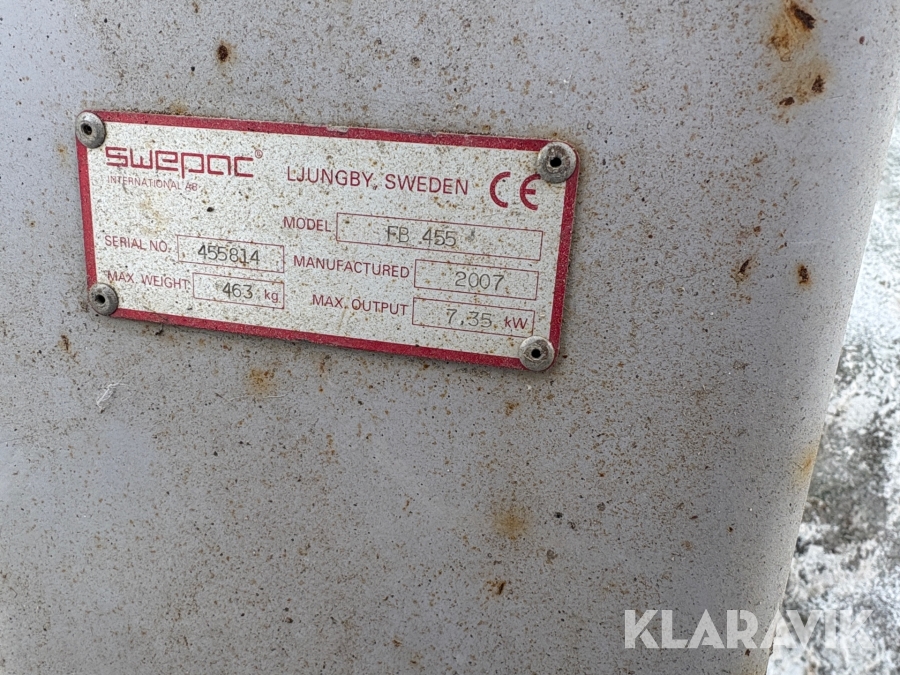 swepac®
INTERNATIONAL AB
LJUNGBY, SWEDEN CE
MODEL FB 455
SERIAL NO. 455814
MANUFACTURED 2007
MAX. WEIGHT 463 kg
MAX. OUTPUT 7,35 kW
KLARAVIK